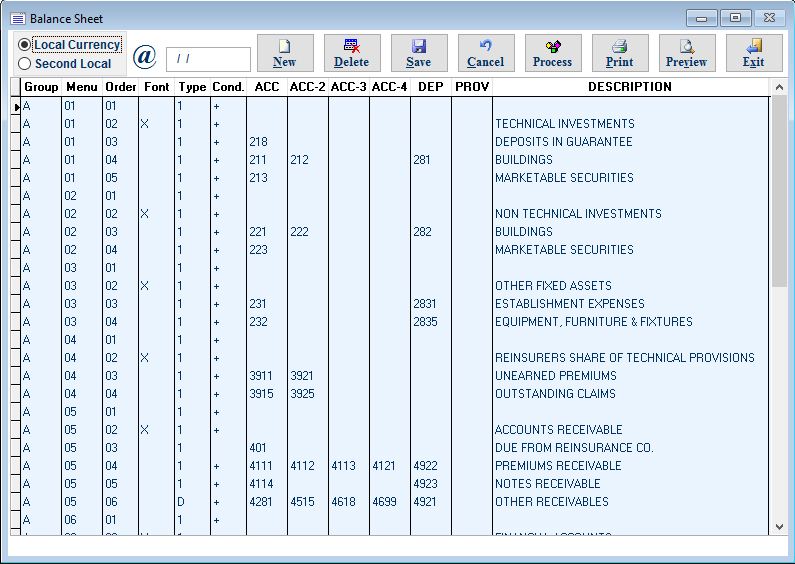 Balance Sheet
Local Currency
Second Local
@ / / New Delete Save Cancel Process Print Preview Exit
Group Menu Order Font Type Cond. ACC ACC-2 ACC-3 ACC-4 DEP PROV DESCRIPTION
A 01 01 1 +
A 01 02 X 1 + TECHNICAL INVESTMENTS
A 01 03 1 + 218 DEPOSITS IN GUARANTEE
A 01 04 1 + 211 212 281 BUILDINGS
A 01 05 1 + 213 MARKETABLE SECURITIES
A 02 01 1 +
A 02 02 X 1 + NON TECHNICAL INVESTMENTS
A 02 03 1 + 221 222 282 BUILDINGS
A 02 04 1 + 223 MARKETABLE SECURITIES
A 03 01 1 +
A 03 02 X 1 + OTHER FIXED ASSETS
A 03 03 1 + 231 2831 ESTABLISHMENT EXPENSES
A 03 04 1 + 232 2835 EQUIPMENT, FURNITURE & FIXTURES
A 04 01 1 +
A 04 02 X 1 + REINSURERS SHARE OF TECHNICAL PROVISIONS
A 04 03 1 + 3911 3921 UNEARNED PREMIUMS
A 04 04 1 + 3915 3925 OUTSTANDING CLAIMS
A 05 01 1 +
A 05 02 X 1 + ACCOUNTS RECEIVABLE
A 05 03 1 401 DUE FROM REINSURANCE CO.
A 05 04 1 + 4111 4112 4113 4121 4922 PREMIUMS RECEIVABLE
A 05 05 1 + 4114 4923 NOTES RECEIVABLE
A 05 06 D + 4281 4515 4618 4699 4921 OTHER RECEIVABLES
A 06 01 1 +